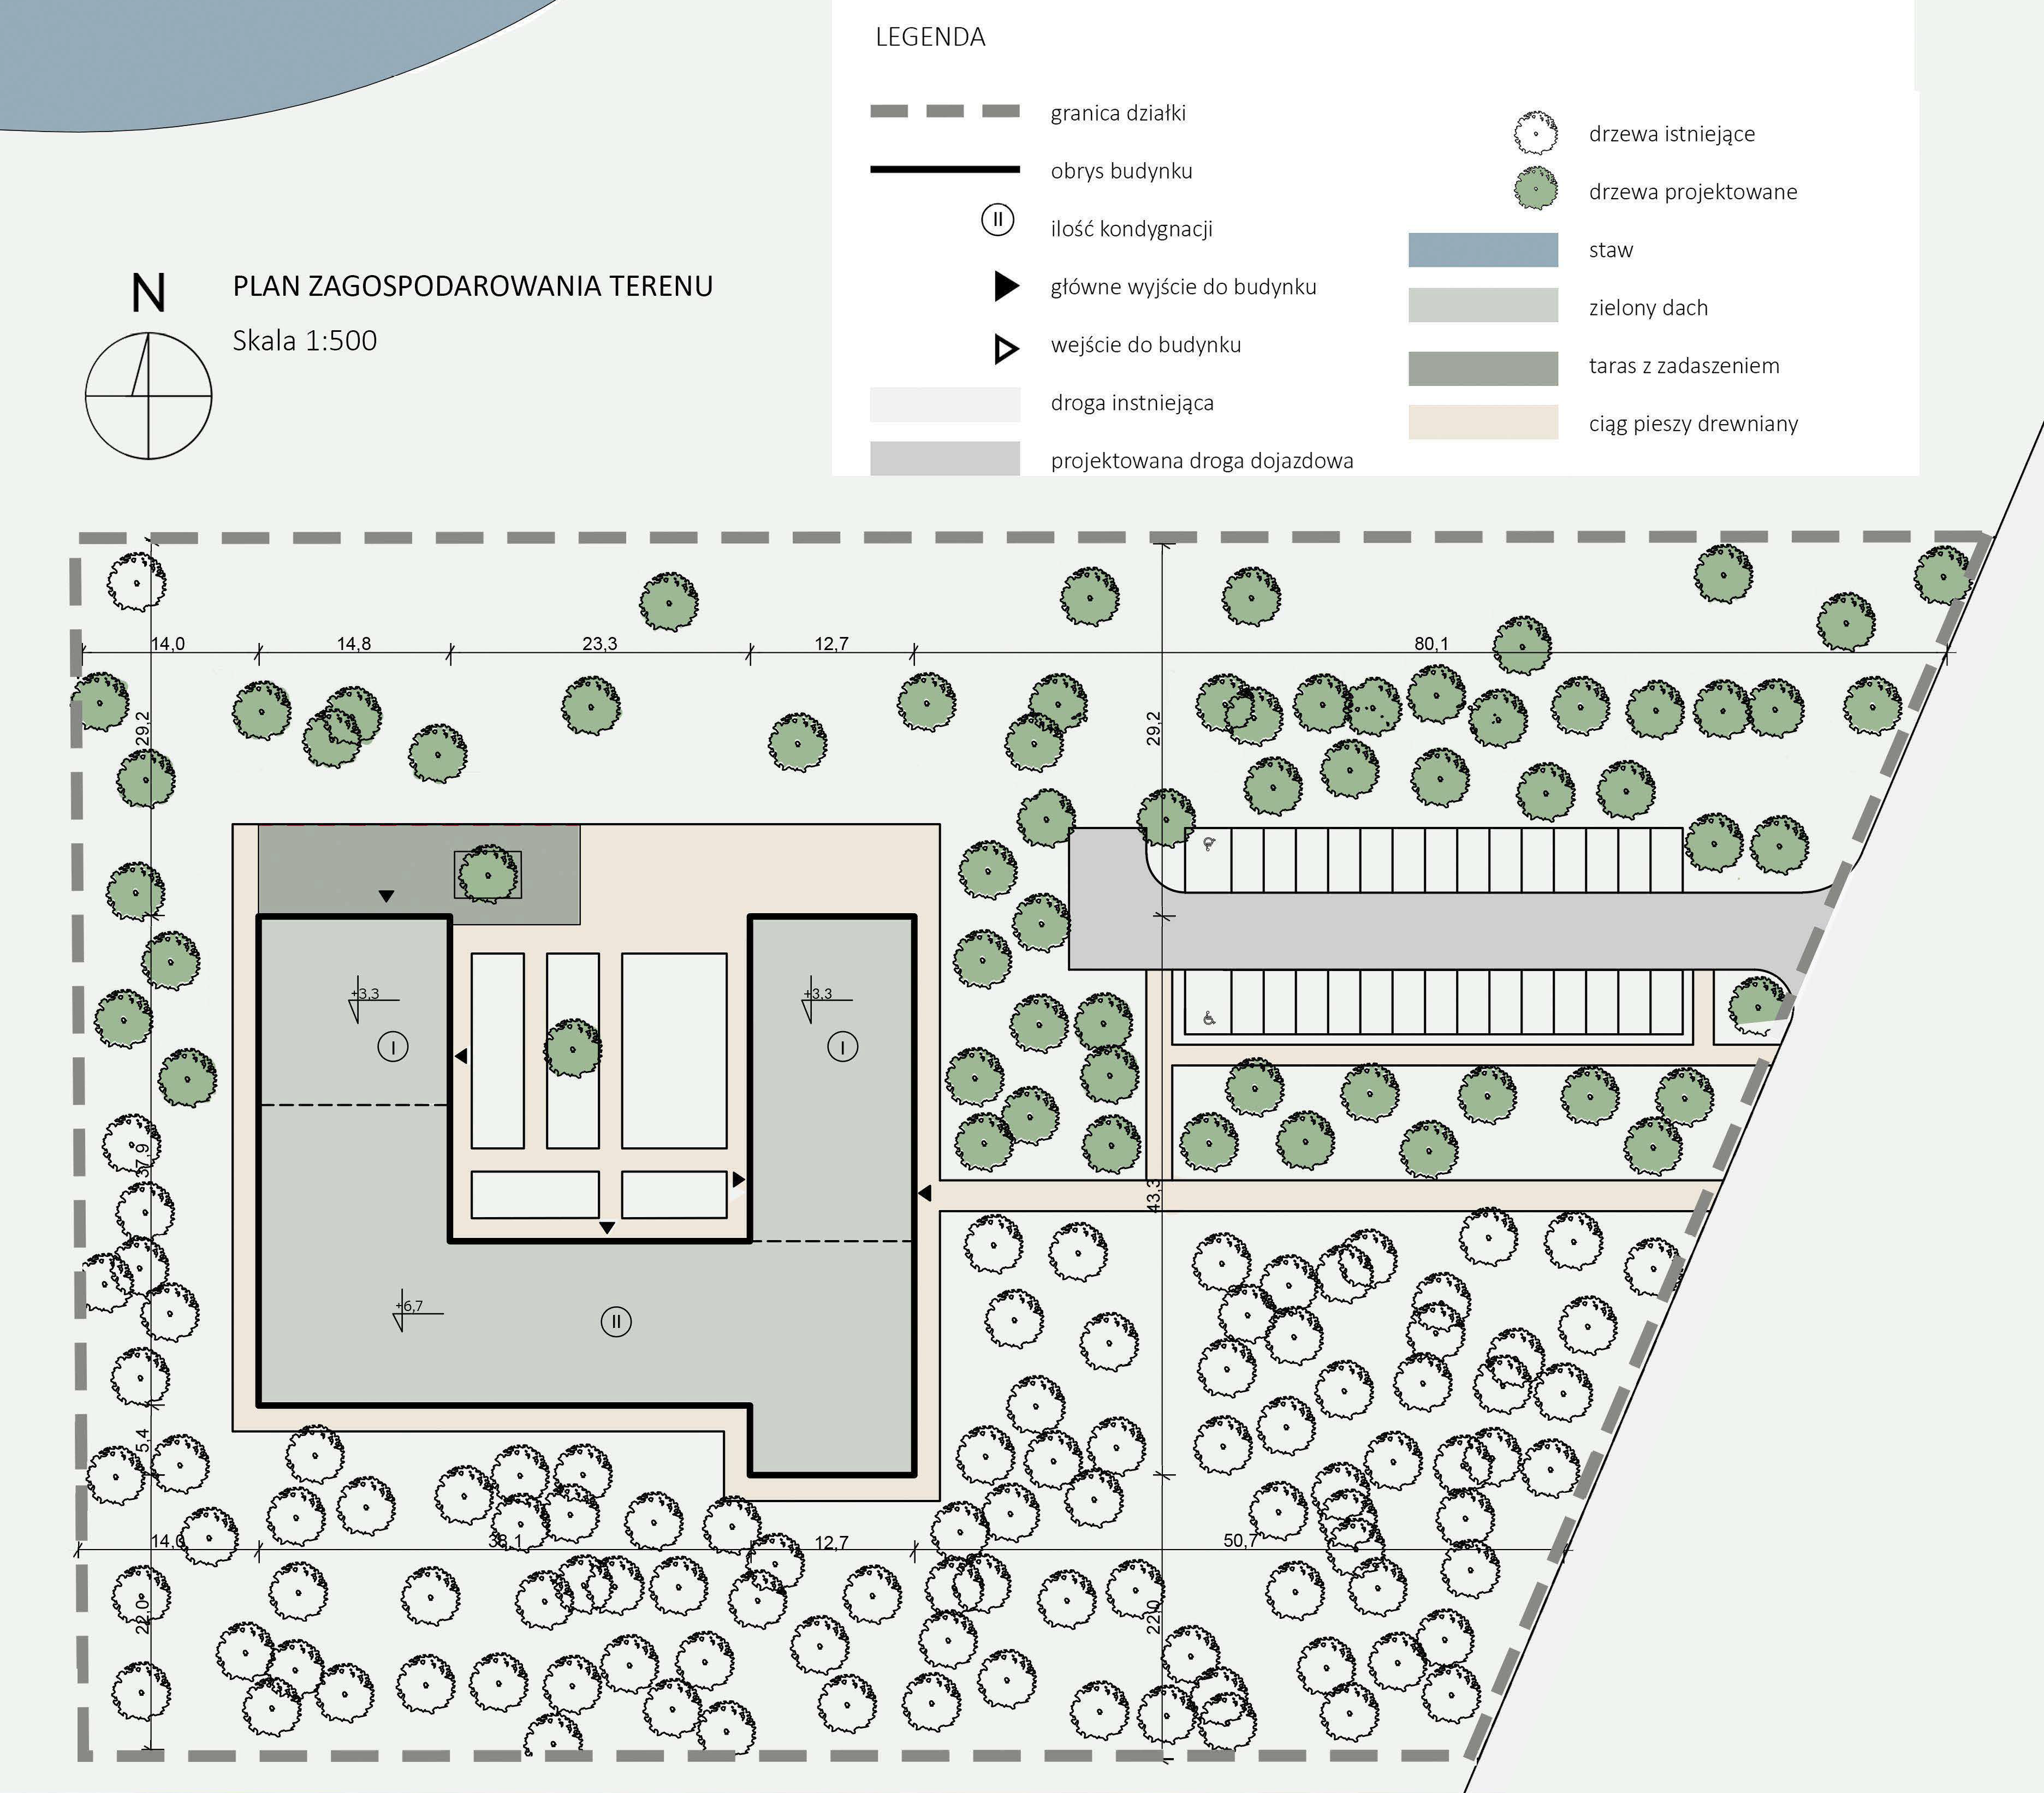 LEGENDA
granica działki
obrys budynku
II
ilość kondygnacji
główne wyjście do budynku
wejście do budynku
droga instniejąca
projektowana droga dojazdowa
drzewa istniejące
drzewa projektowane
staw
zielony dach
taras z zadaszeniem
ciąg pieszy drewniany
N
PLAN ZAGOSPODAROWANIA TERENU
Skala 1:500
14,0
14,8
23,3
12,7
80,1
29,2
29,2
+3,3
+3,3
I
I
37,9
43,3
+6,7
II
5,4
14,0
38,1
12,7
50,7
22,0
22,0